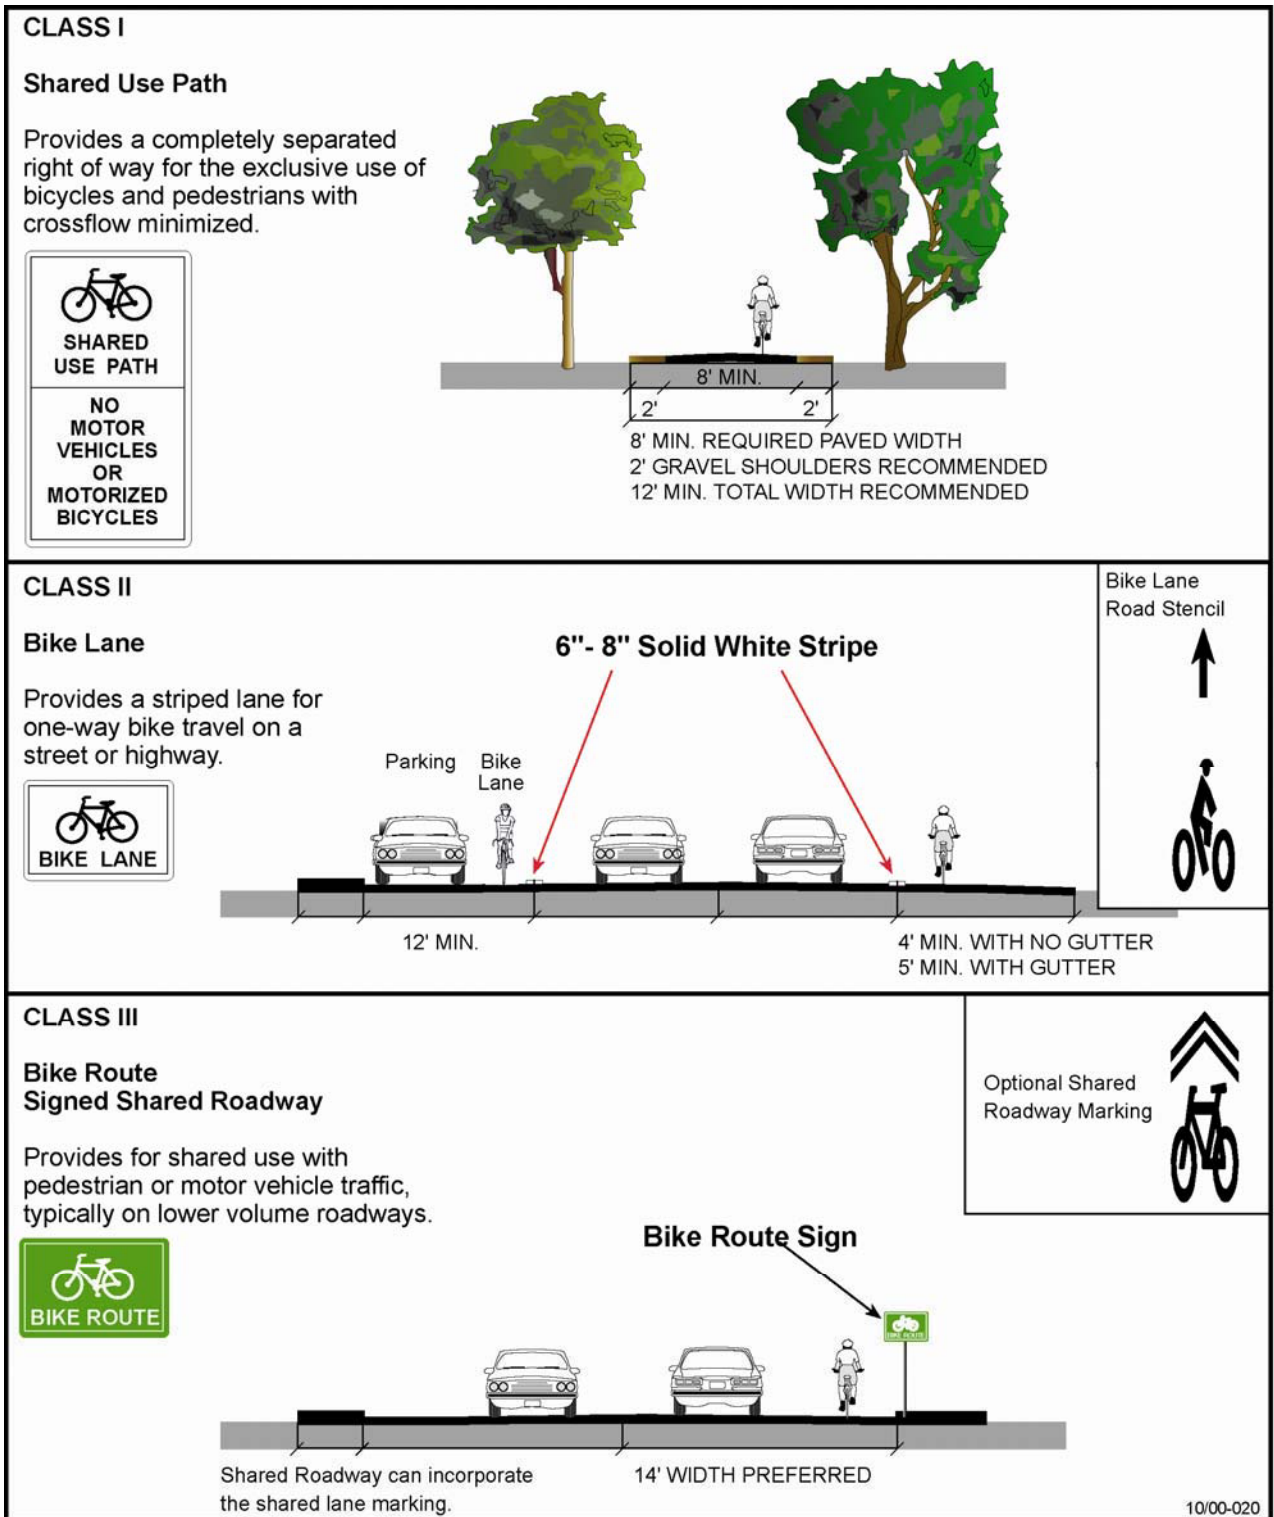 CLASS I
Shared Use Path
Provides a completely separated
right of way for the exclusive use of
bicycles and pedestrians with
crossflow minimized.
SHARED
USE PATH
NO
MOTOR
VEHICLES
OR
MOTORIZED
BICYCLES
8' MIN.
2'
2'
8' MIN. REQUIRED PAVED WIDTH
2' GRAVEL SHOULDERS RECOMMENDED
12' MIN. TOTAL WIDTH RECOMMENDED
CLASS II
Bike Lane
Provides a striped lane for
one-way bike travel on a
street or highway.
BIKE LANE
6"- 8" Solid White Stripe
Parking
Bike
Lane
12' MIN.
4' MIN. WITH NO GUTTER
5' MIN. WITH GUTTER
Bike Lane
Road Stencil
CLASS III
Bike Route
Signed Shared Roadway
Provides for shared use with
pedestrian or motor vehicle traffic,
typically on lower volume roadways.
BIKE ROUTE
Optional Shared
Roadway Marking
Bike Route Sign
BIKE ROUTE
Shared Roadway can incorporate
the shared lane marking.
14' WIDTH PREFERRED
10/00-020